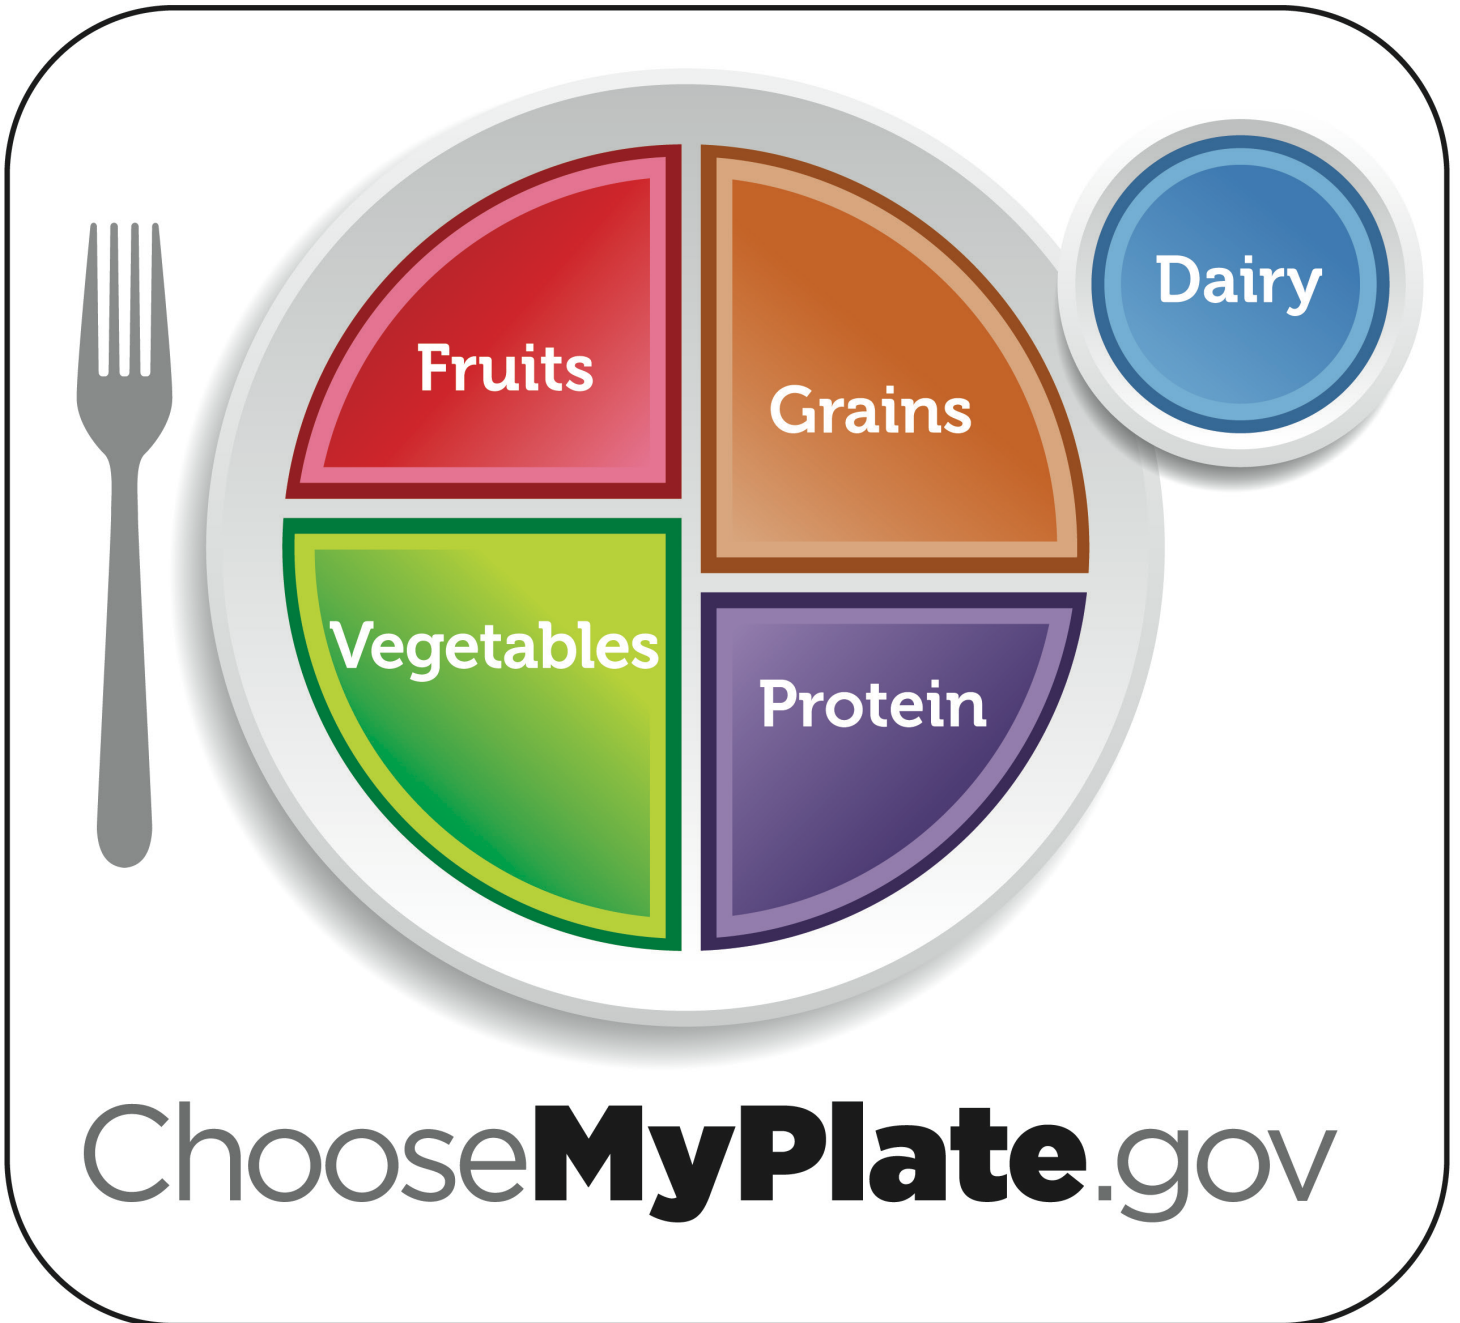 Fruits
Grains
Dairy
Vegetables
Protein
ChooseMyPlate.gov